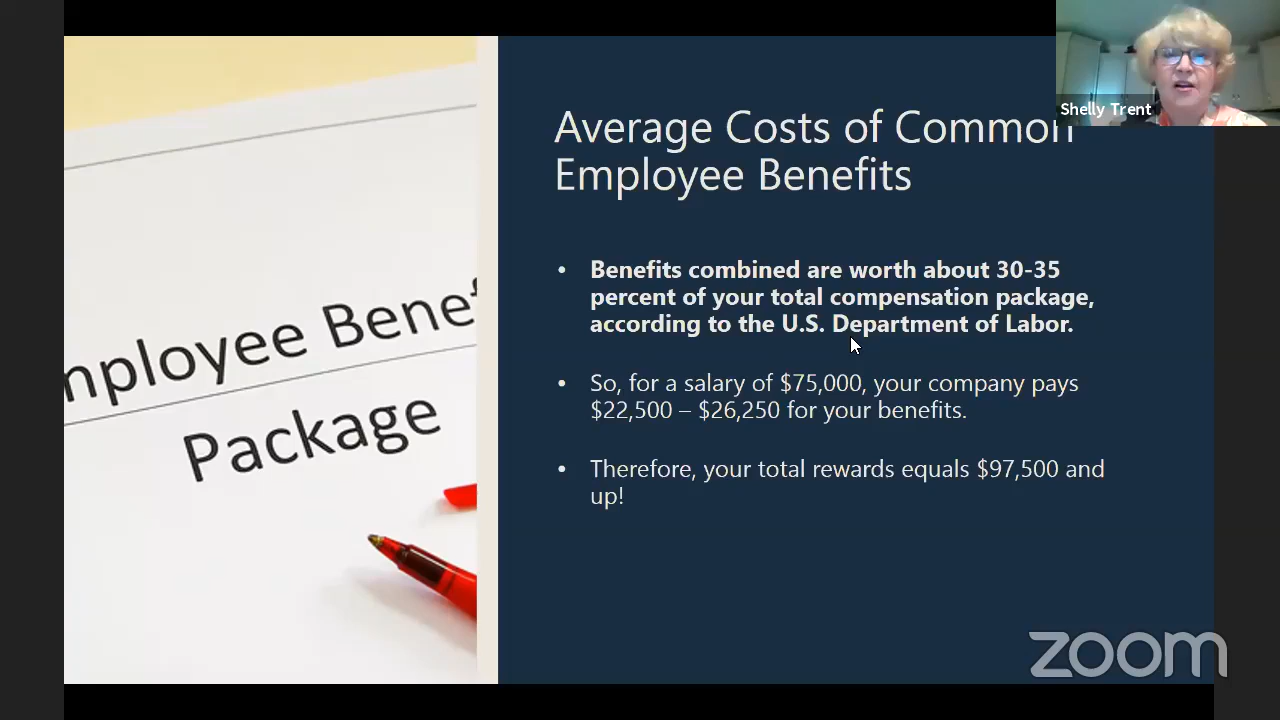 Shelly Trent
Average Costs of Common
Employee Benefits
• Benefits combined are worth about 30-35
percent of your total compensation package,
according to the U.S. Department of Labor.
• So, for a salary of $75,000, your company pays
$22,500 – $26,250 for your benefits.
• Therefore, your total rewards equals $97,500 and
up!
mployee Bene
Package
zoom